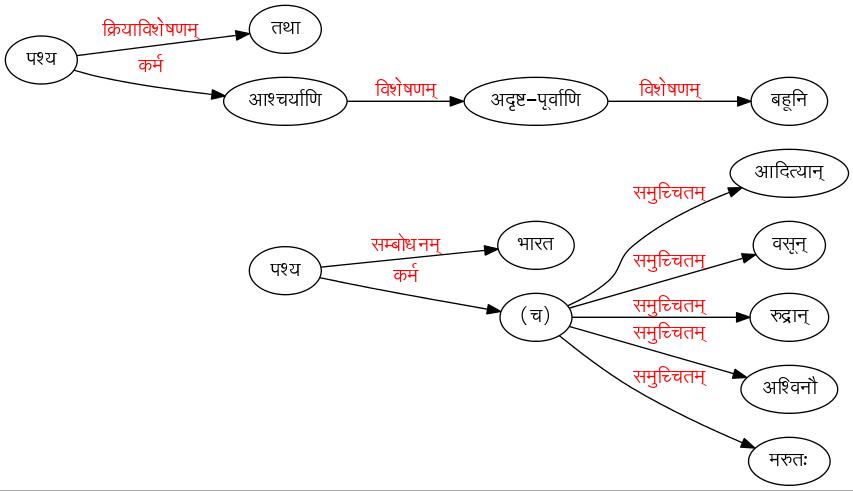 क्रियाविशेषणम्
तथा
पश्य
कर्म
आश्चर्याणि
विशेषणम्
अदृष्ट-पूर्वाणि
विशेषणम्
बहूनि
आदित्यान्
समुच्चितम्
सम्बोधनम्
भारत
समुच्चितम्
वसून्
पश्य
कर्म
(च)
समुच्चितम्
रुद्रान्
समुच्चितम्
अश्विनौ
समुच्चितम्
मरुतः